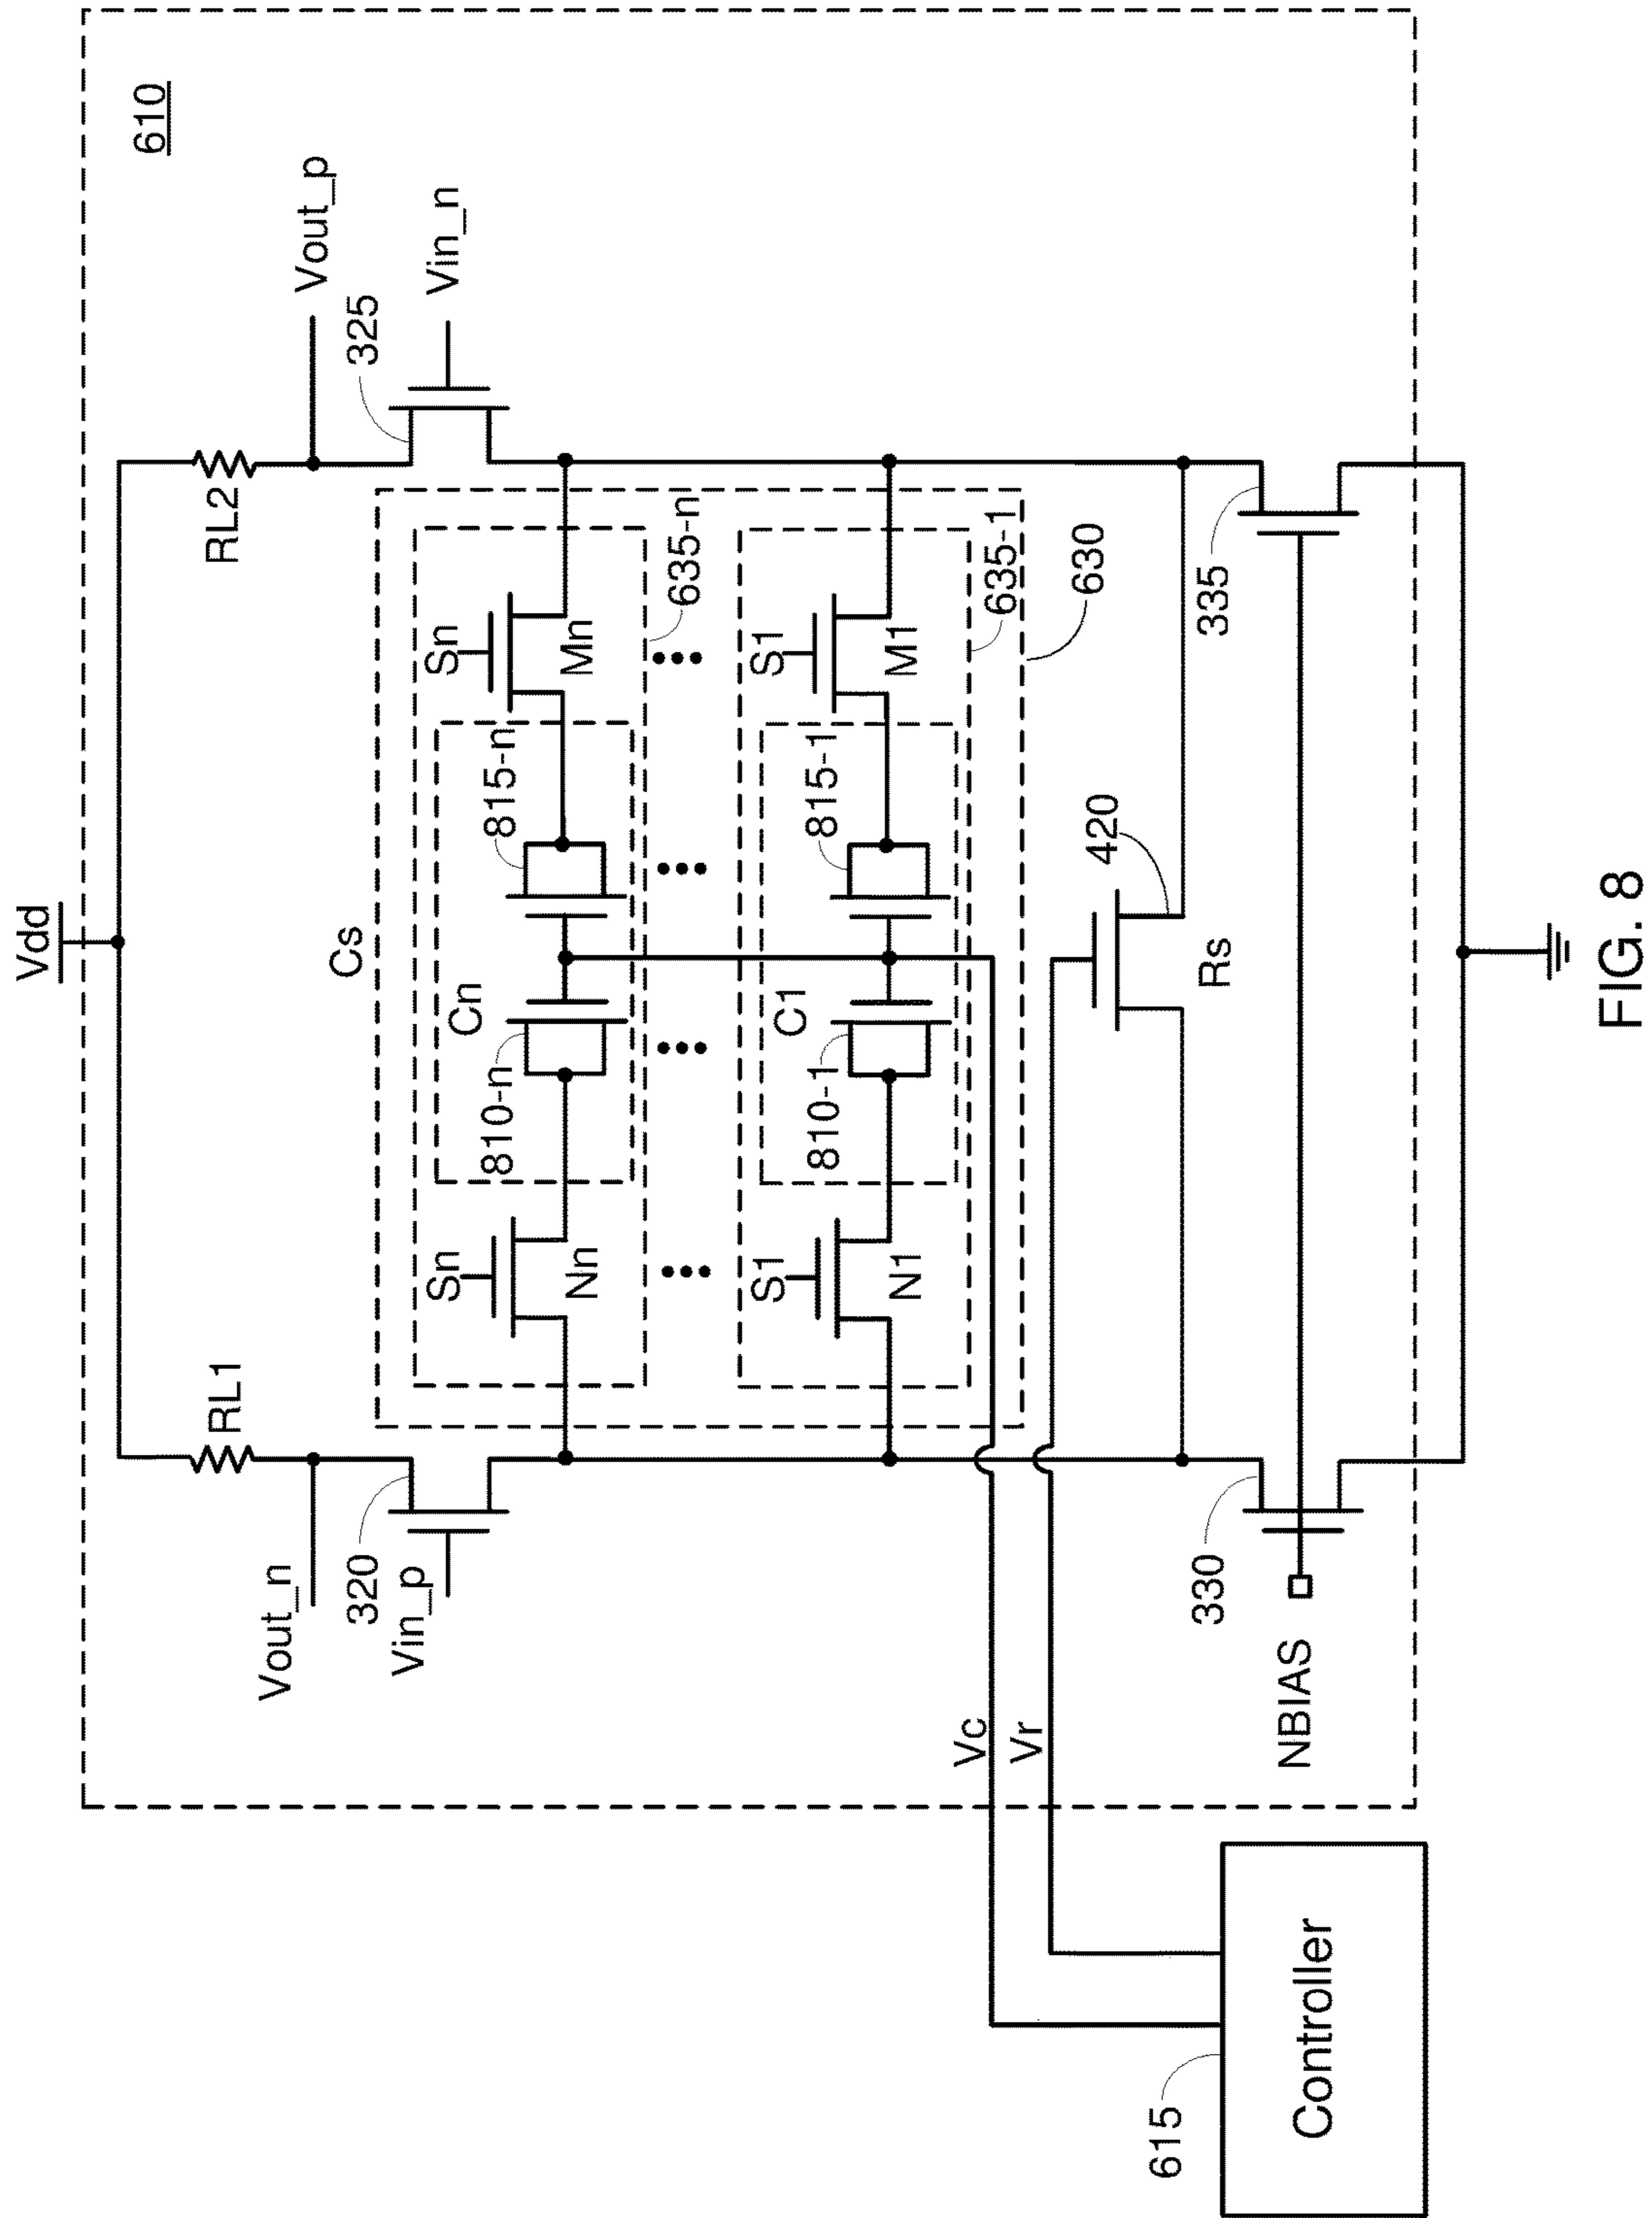 Vdd
610
RL1
RL2
Vout_n
Vout_p
320
325
Vin_p
Vin_n
Cs
Sn
Cn
Sn
810-n
815-n
Nn
Mn
635-n
S1
C1
S1
810-1
815-1
N1
M1
635-1
630
Vc
Vr
420
Rs
330
335
NBIAS
615
Controller
FIG. 8